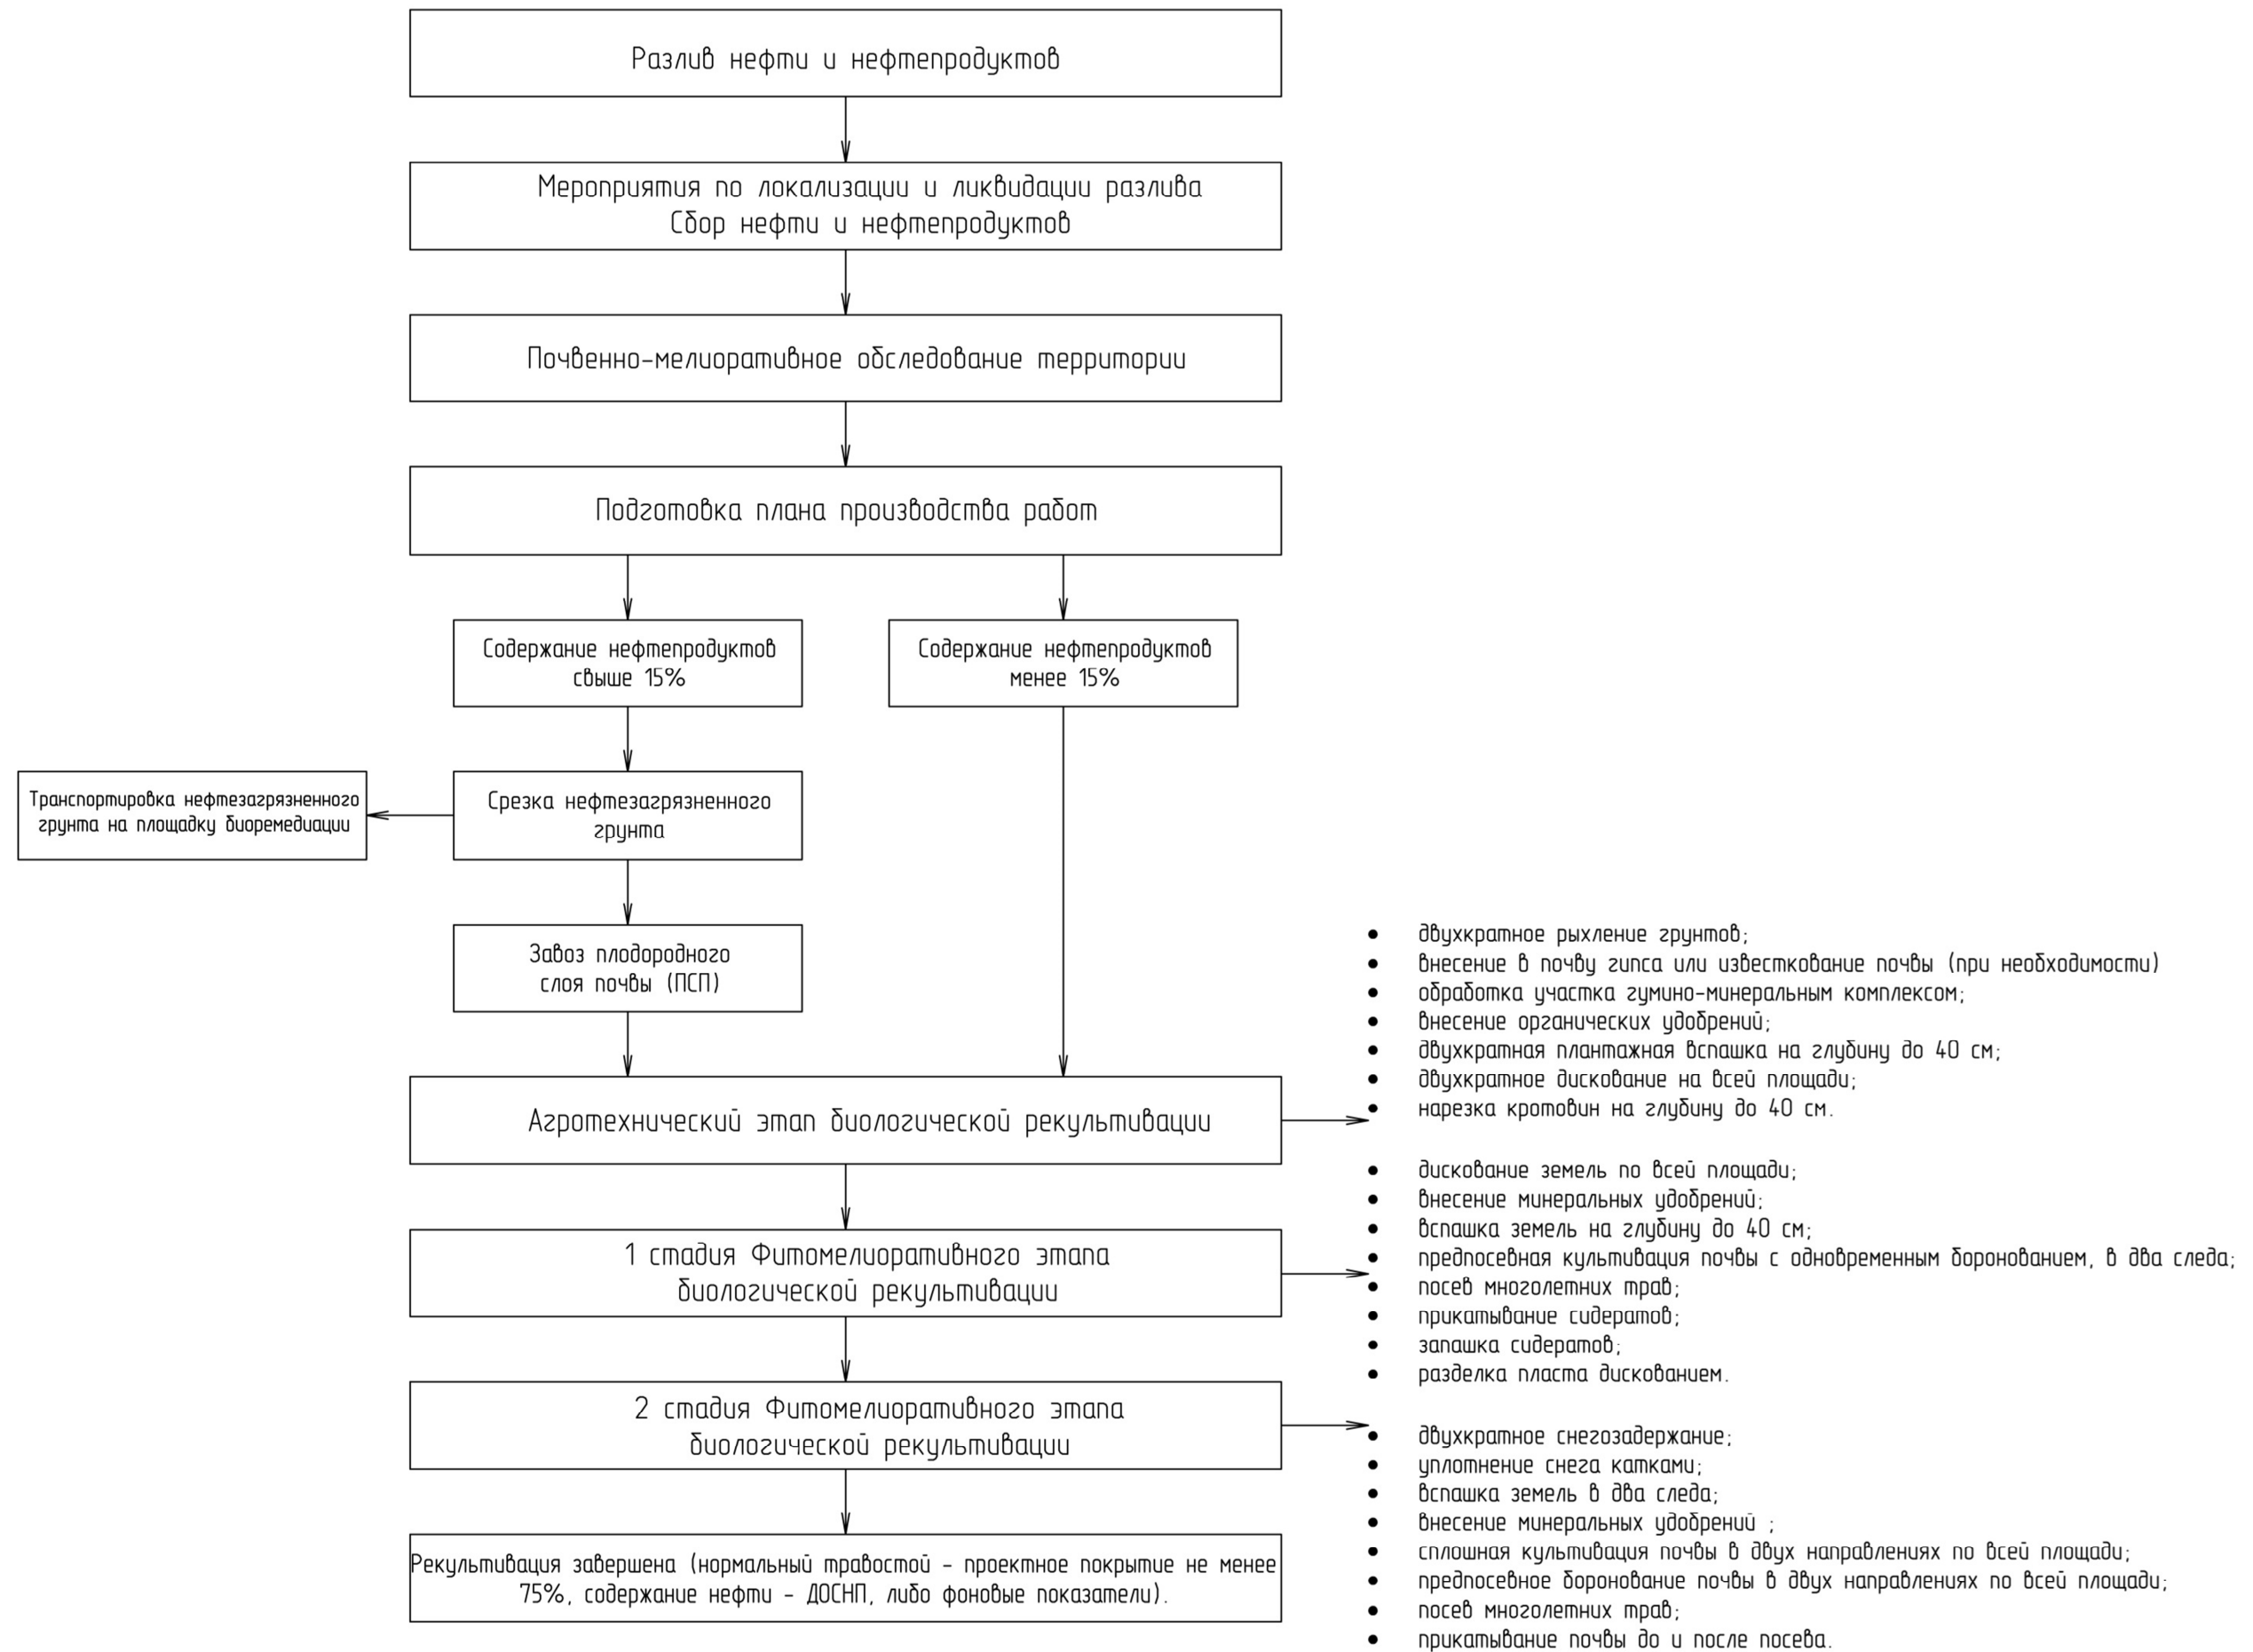 Разлив нефти и нефтепродуктов
Мероприятия по локализации и ликвидации разлива
Сбор нефти и нефтепродуктов
Почвенно-мелиоративное обследование территории
Подготовка плана производства работ
Содержание нефтепродуктов
свыше 15%
Содержание нефтепродуктов
менее 15%
Транспортировка нефтезагрязненного
грунта на площадку биоремедиации
Срезка нефтезагрязненного
грунта
Завоз плодородного
слоя почвы (ПСП)
Агротехнический этап биологической рекультивации
• двухкратное рыхление грунтов;
• внесение в почву гипса или известкование почвы (при необходимости)
• обработка участка гумино-минеральным комплексом;
• внесение органических удобрений;
• двухкратная плантажная вспашка на глубину до 40 см;
• двухкратное дискование на всей площади;
• нарезка кротовин на глубину до 40 см.
1 стадия Фитомелиоративного этапа
биологической рекультивации
• дискование земель по всей площади;
• внесение минеральных удобрений;
• вспашка земель на глубину до 40 см;
• предпосевная культивация почвы с одновременным боронованием, в два следа;
• посев многолетних трав;
• прикатывание сидератов;
• запашка сидератов;
• разделка пласта дискованием.
2 стадия Фитомелиоративного этапа
биологической рекультивации
• двухкратное снегозадержание;
• уплотнение снега катками;
• вспашка земель в два следа;
• внесение минеральных удобрений ;
• сплошная культивация почвы в двух направлениях по всей площади;
• предпосевное боронование почвы в двух направлениях по всей площади;
• посев многолетних трав;
• прикатывание почвы до и после посева.
Рекультивация завершена (нормальный травостой - проектное покрытие не менее
75%, содержание нефти - ДОСНП, либо фоновые показатели).